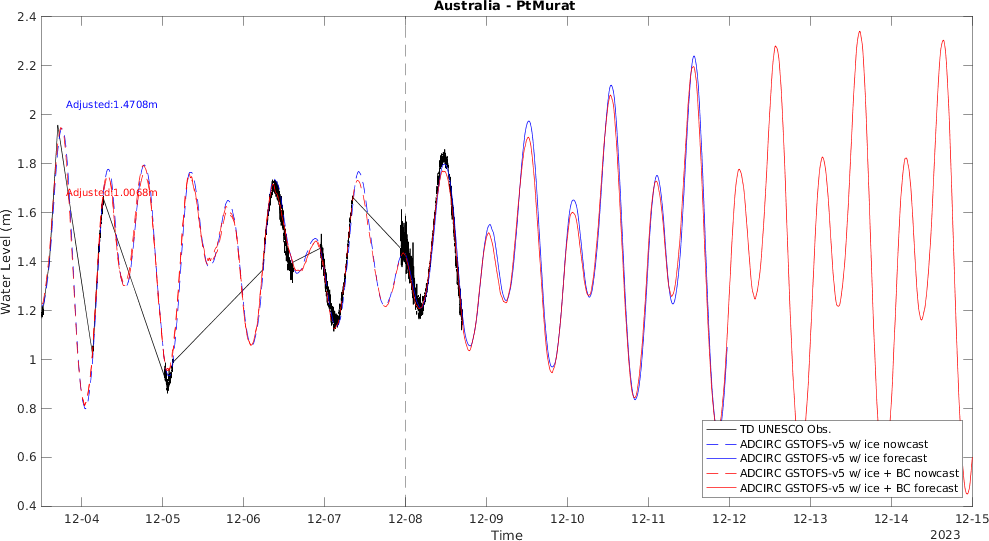 Australia - PtMurat
2.4
2.2
2
1.8
1.6
1.4
1.2
1
0.8
0.6
0.4
Water Level (m)
Adjusted:1.4708m
Adjusted:1.0068m
TD UNESCO Obs.
ADCIRC GSTOFS-v5 w/ ice nowcast
ADCIRC GSTOFS-v5 w/ ice forecast
ADCIRC GSTOFS-v5 w/ ice + BC nowcast
ADCIRC GSTOFS-v5 w/ ice + BC forecast
12-04 12-05 12-06 12-07 12-08 12-09 12-10 12-11 12-12 12-13 12-14 12-15
Time
2023